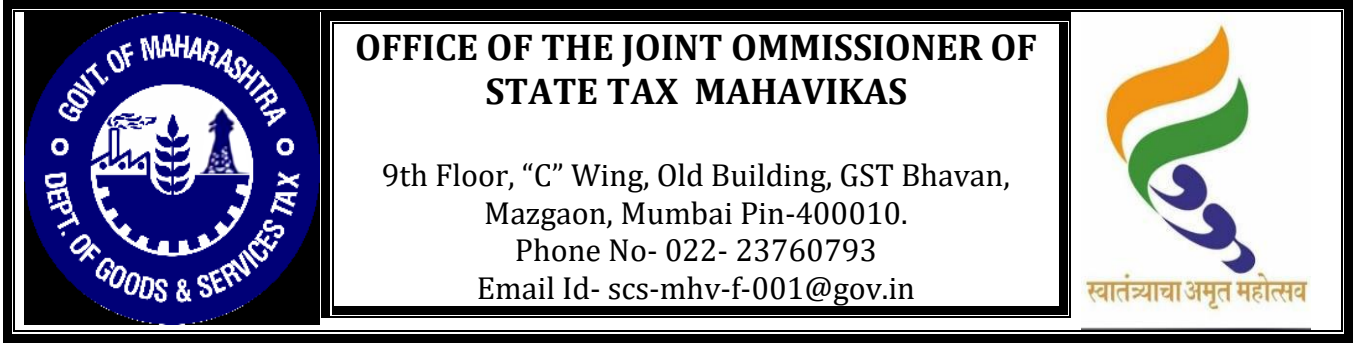 GOVT. OF MAHARASHTRA
DEPT. OF GOODS & SERVICES TAX
OFFICE OF THE JOINT OMMISSIONER OF
STATE TAX MAHAVIKAS
9th Floor, “C” Wing, Old Building, GST Bhavan,
Mazgaon, Mumbai Pin-400010.
Phone No- 022- 23760793
Email Id- scs-mhv-f-001@gov.in
स्वातंत्र्याचा अमृत महोत्सव